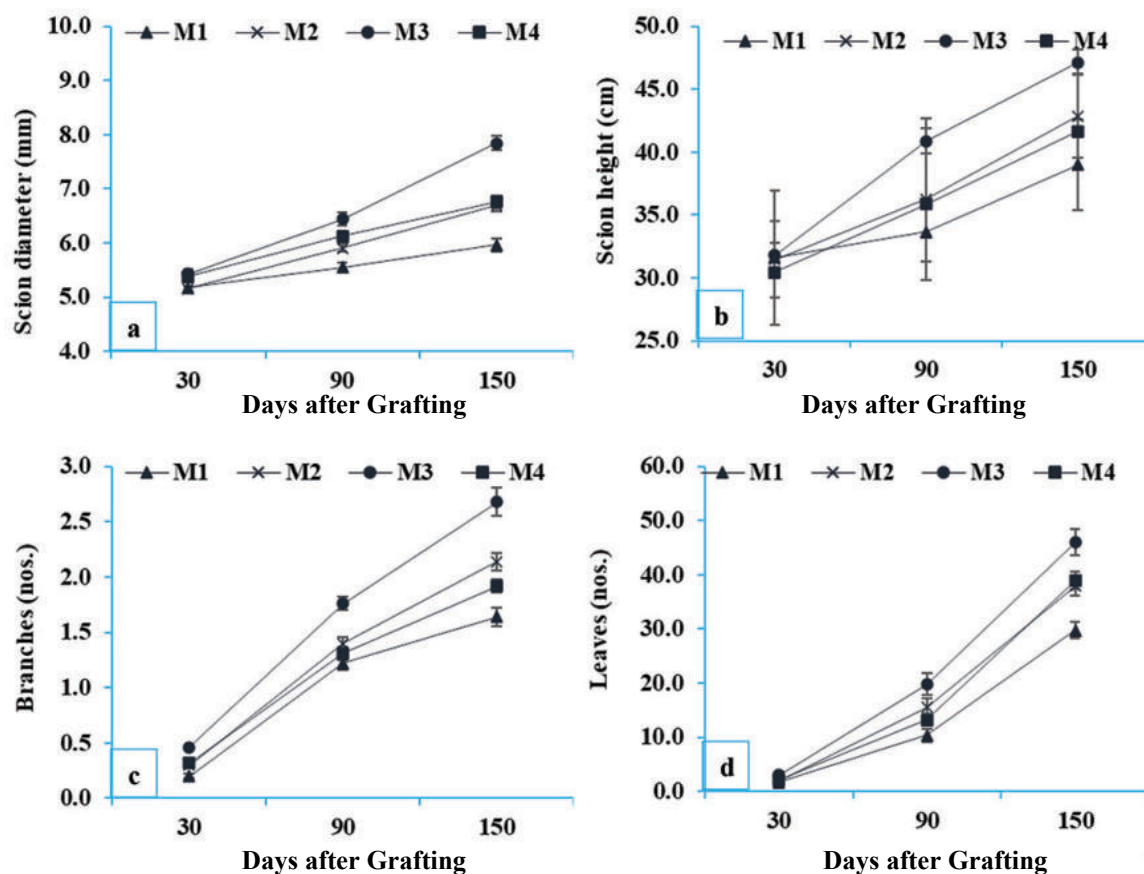 M1 M2 M3 M4
Scion diameter (mm)
10.0
9.0
8.0
7.0
6.0
5.0
4.0
a
30 90 150
Days after Grafting
M1 M2 M3 M4
Scion height (cm)
50.0
45.0
40.0
35.0
30.0
25.0
b
30 90 150
Days after Grafting
M1 M2 M3 M4
Branches (nos.)
3.0
2.5
2.0
1.5
1.0
0.5
0.0
c
30 90 150
Days after Grafting
M1 M2 M3 M4
Leaves (nos.)
60.0
50.0
40.0
30.0
20.0
10.0
0.0
d
30 90 150
Days after Grafting